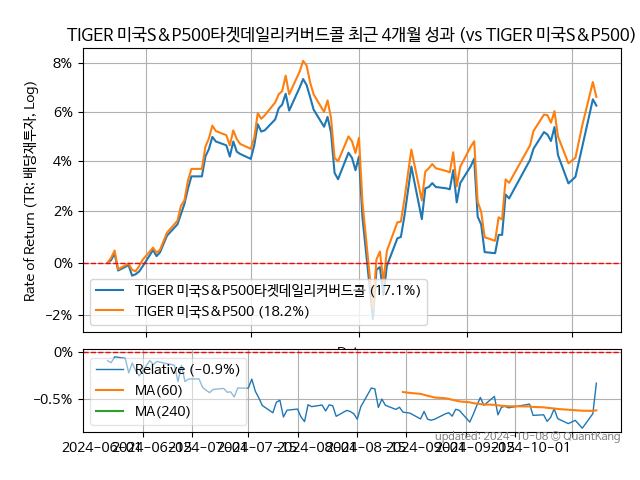 TIGER 미국S&P500타겟데일리커버드콜 최근 4개월 성과 (vs TIGER 미국S&P500)
Rate of Return (TR: 배당재투자, Log)
8%
6%
4%
2%
0%
−2%
TIGER 미국S&P500타겟데일리커버드콜 (17.1%)
TIGER 미국S&P500 (18.2%)
0%
−0.5%
Relative (−0.9%)
MA(60)
MA(240)
updated: 2024-10-08 © QuantKang